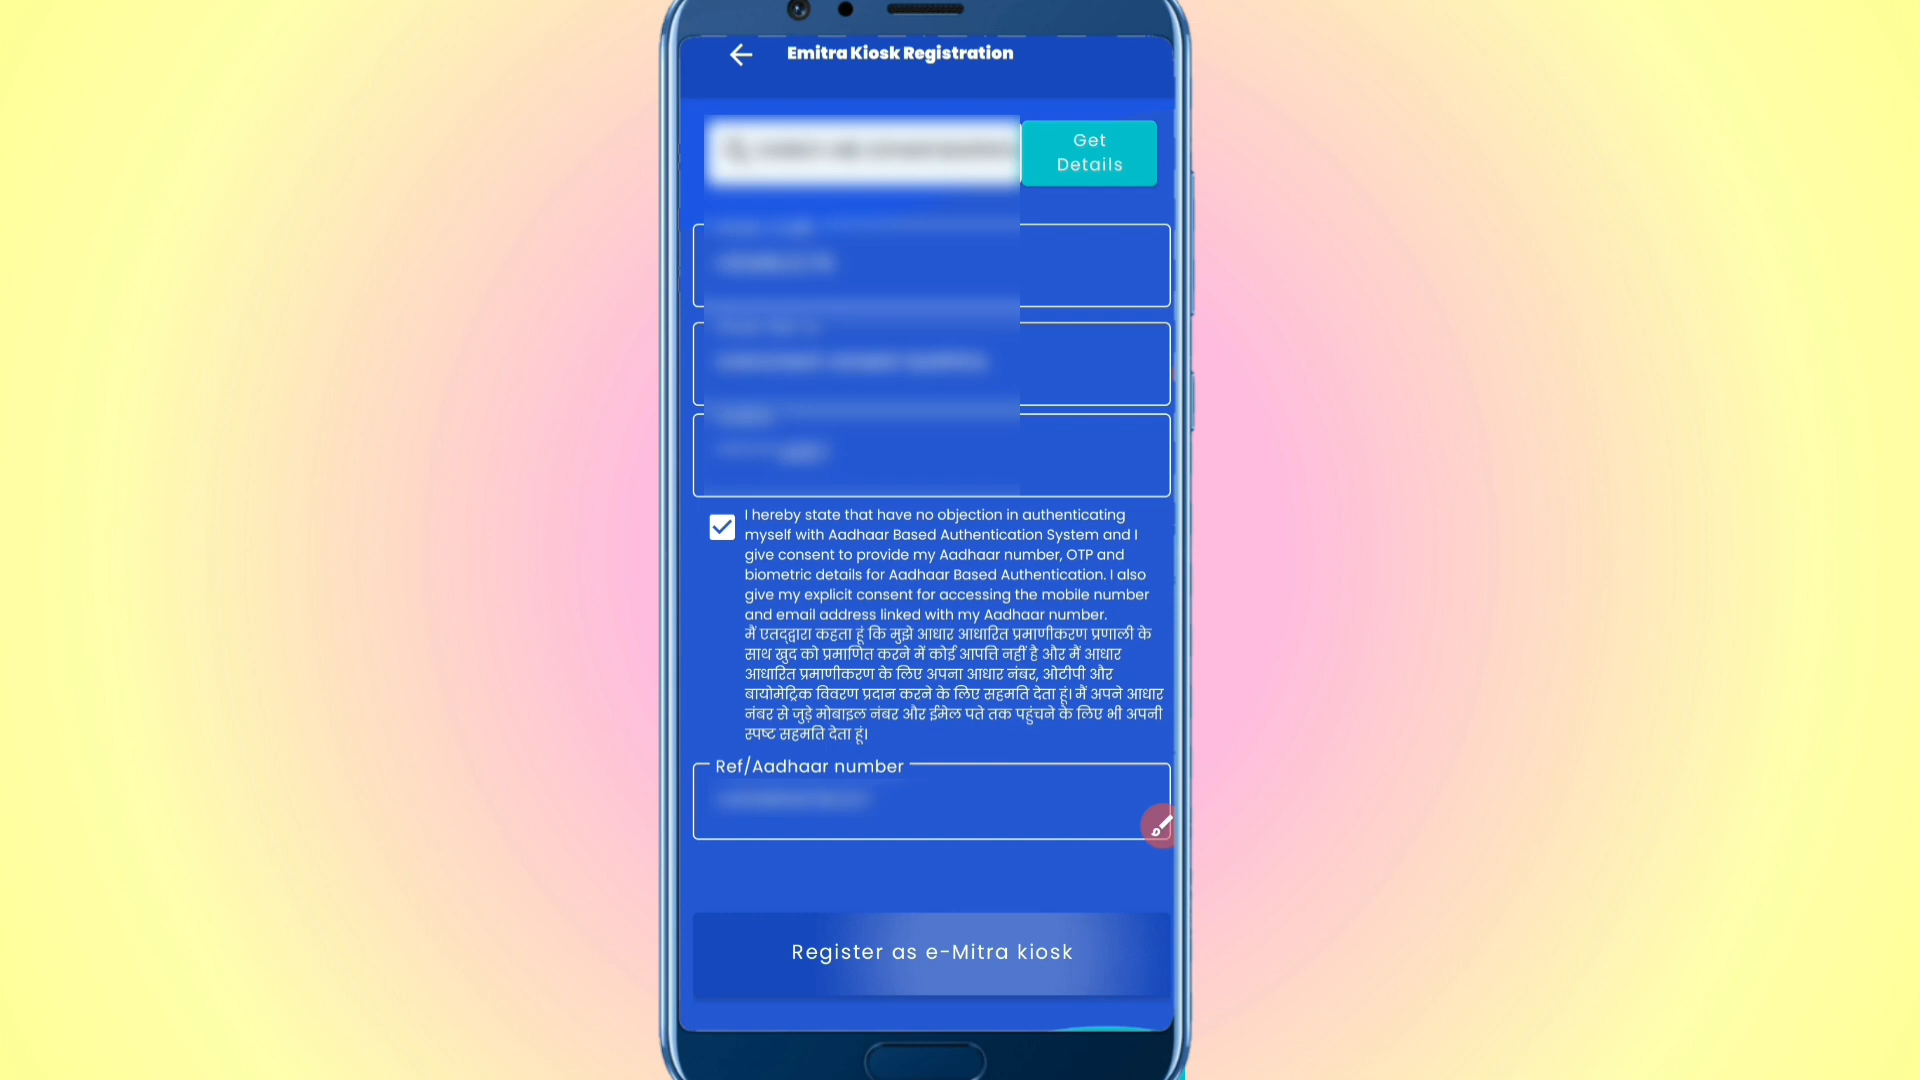 Emitra Kiosk Registration
Get
Details
I hereby state that have no objection in authenticating
myself with Aadhaar Based Authentication System and I
give consent to provide my Aadhaar number, OTP and
biometric details for Aadhaar Based Authentication. I also
give my explicit consent for accessing the mobile number
and email address linked with my Aadhaar number.
मैं एतद्द्वारा कहता हूं कि मुझे आधार आधारित प्रमाणीकरण प्रणाली के
साथ खुद को प्रमाणित करने में कोई आपत्ति नहीं है और मैं आधार
आधारित प्रमाणीकरण के लिए अपना आधार नंबर, ओटीपी और
बायोमेट्रिक विवरण प्रदान करने के लिए सहमति देता हूं। मैं अपने आधार
नंबर से जुड़े मोबाइल नंबर और ईमेल पते तक पहुंचने के लिए भी अपनी
स्पष्ट सहमति देता हूं।
Ref/Aadhaar number
Register as e-Mitra kiosk